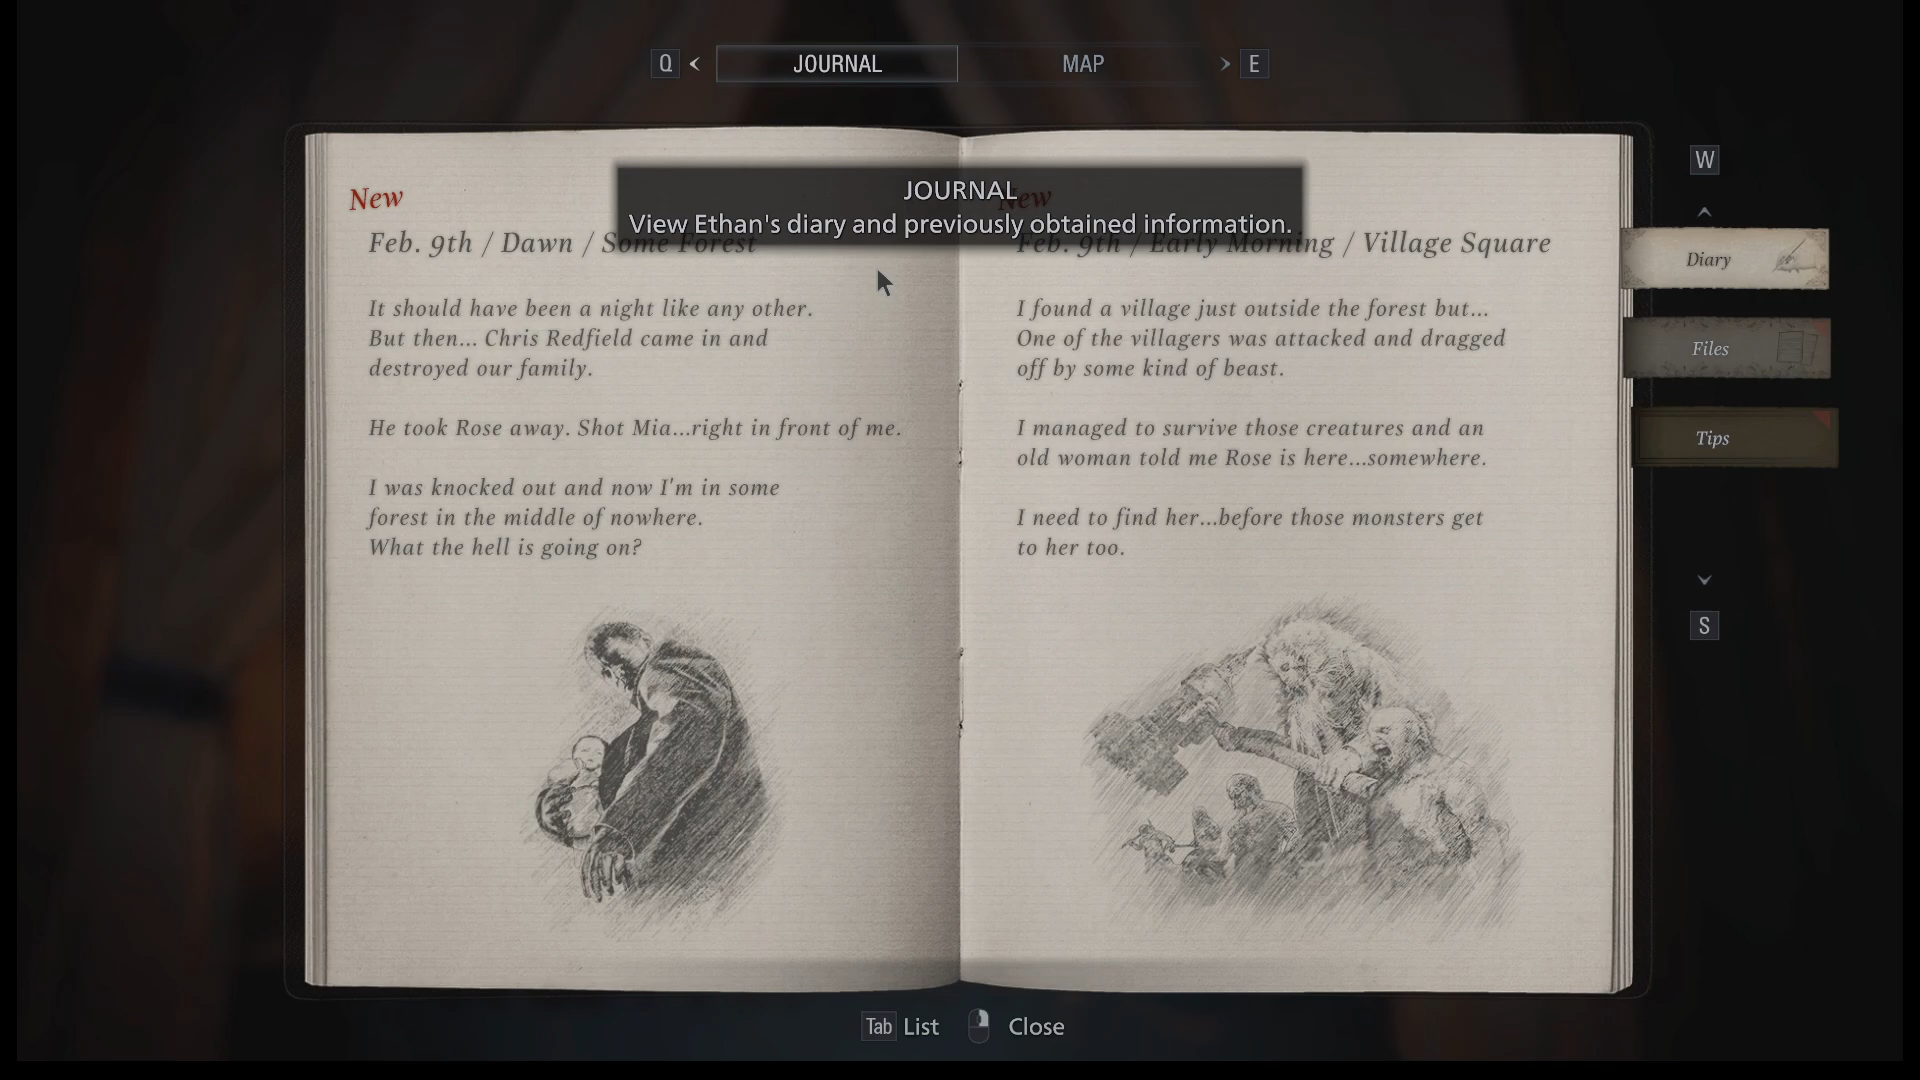 Q
JOURNAL
MAP
E
JOURNAL
View Ethan's diary and previously obtained information.
New
Feb. 9th / Dawn / Some Forest
It should have been a night like any other.
But then... Chris Redfield came in and
destroyed our family.
He took Rose away. Shot Mia...right in front of me.
I was knocked out and now I'm in some
forest in the middle of nowhere.
What the hell is going on?
New
Feb. 9th / Early Morning / Village Square
I found a village just outside the forest but...
One of the villagers was attacked and dragged
off by some kind of beast.
I managed to survive those creatures and an
old woman told me Rose is here...somewhere.
I need to find her...before those monsters get
to her too.
W
Diary
Files
Tips
S
Tab List
Close